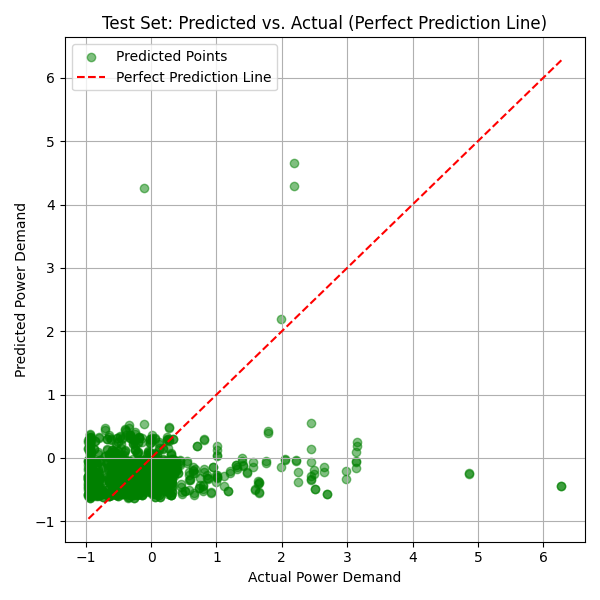 Test Set: Predicted vs. Actual (Perfect Prediction Line)
Predicted Points
Perfect Prediction Line
6
5
4
3
2
1
0
−1
Predicted Power Demand
−1 0 1 2 3 4 5 6
Actual Power Demand